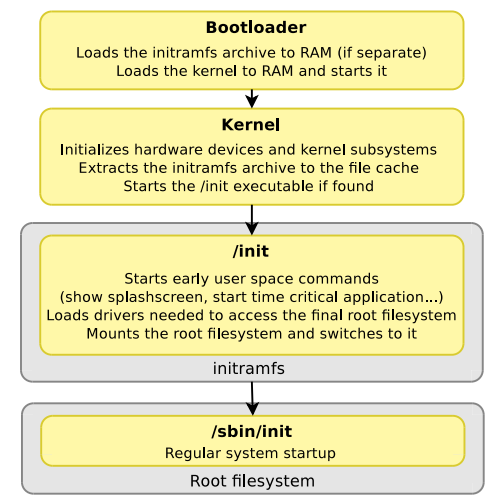 Bootloader
Loads the initramfs archive to RAM (if separate)
Loads the kernel to RAM and starts it
Kernel
Initializes hardware devices and kernel subsystems
Extracts the initramfs archive to the file cache
Starts the /init executable if found
/init
Starts early user space commands
(show splashscreen, start time critical application...)
Loads drivers needed to access the final root filesystem
Mounts the root filesystem and switches to it
initramfs
/sbin/init
Regular system startup
Root filesystem